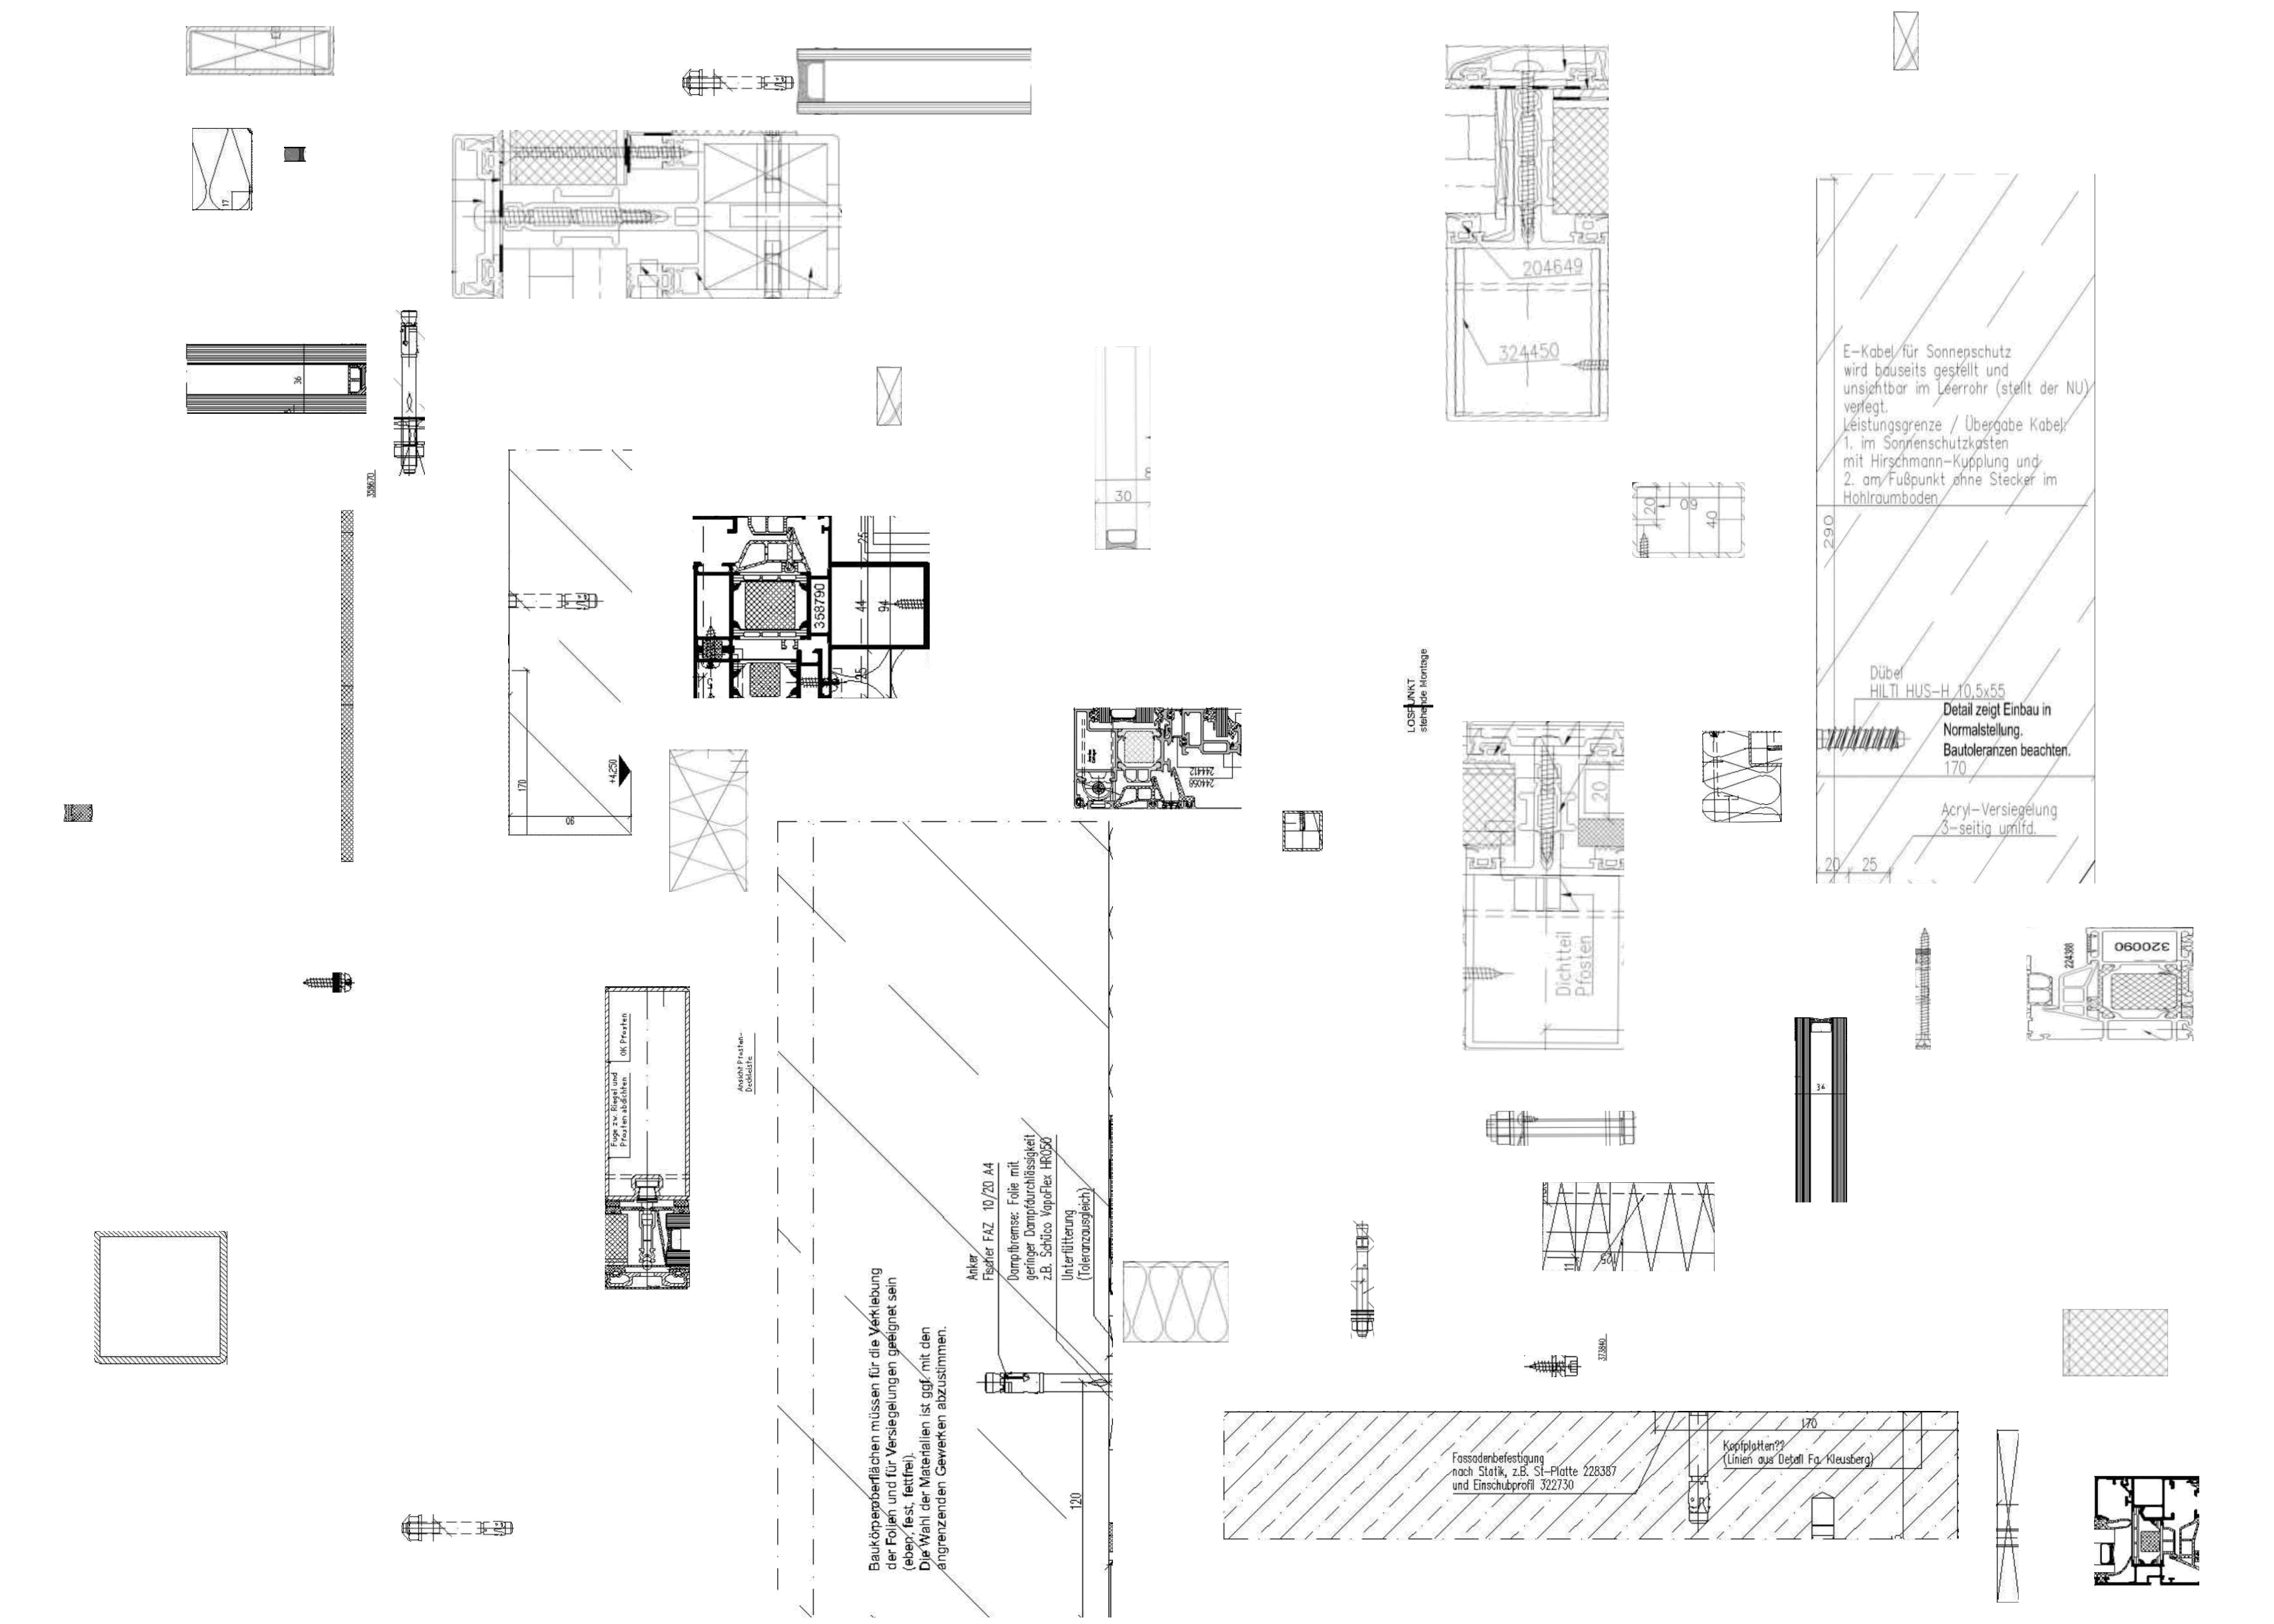 17
36
358670
204649
324450
30
20
60
40
E-Kabel für Sonnenschutz
wird bauseits gestellt und
unsichtbar im Leerrohr (stellt der NU)
verlegt.
Leistungsgrenze / Übergabe Kabel:
1. im Sonnenschutzkasten
mit Hirschmann-Kupplung und
2. am Fußpunkt ohne Stecker im
Hohlraumboden
290
Dübel
HILTI HUS-H 10,5x55
Detail zeigt Einbau in
Normalstellung.
Bautoleranzen beachten.
170
Acryl-Versiegelung
3-seitig umlfd.
20
25
25
358790
44
94
25
170
90
+4,250
LOSPUNKT
stehende Montage
244412
244058
20
Dichtteil
Pfosten
320090
224388
34
OK Pfosten
Fuge zw. Riegel und
Pfosten abdichten
Ansicht Pfosten-
Deckleiste
Anker
Fischer FAZ 10/20 A4
Dampfbremse: Folie mit
geringer Dampfdurchlässigkeit
z.B. Schüco VapoFlex HR050
Unterfütterung
(Toleranzausgleich)
Baukörperoberflächen müssen für die Verklebung
der Folien und für Versiegelungen geeignet sein
(eben, fest, fettfrei).
Die Wahl der Materialien ist ggf. mit den
angrenzenden Gewerken abzustimmen.
120
11
50
373840
170
Fassadenbefestigung
nach Statik, z.B. St-Platte 228387
und Einschubprofil 322730
Kopfplatten??
(Linien aus Detail Fa. Kleusberg)